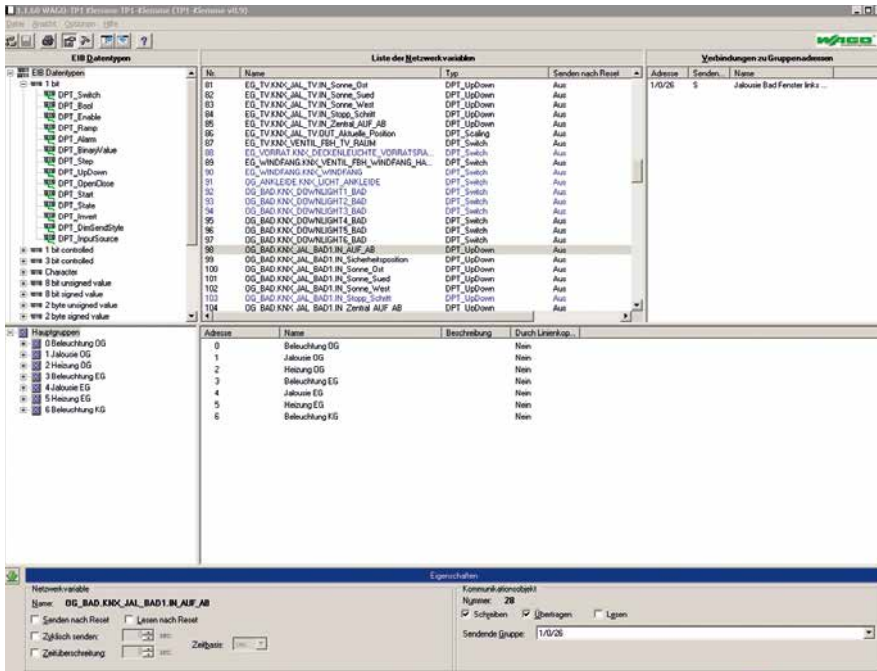 1.1.60 WAGO-TP1 Klemme TP1-Klemme (TP1-Klemme v0.9)
Datei Ansicht Optionen Hilfe
WAGO
EIB Datentypen
EIB Datentypen
1 bit
DPT_Switch
DPT_Bool
DPT_Enable
DPT_Ramp
DPT_Alarm
DPT_BinaryValue
DPT_Step
DPT_UpDown
DPT_OpenClose
DPT_Start
DPT_State
DPT_Invert
DPT_DimSendStyle
DPT_InputSource
1 bit controlled
3 bit controlled
Character
8 bit unsigned value
8 bit signed value
2 byte unsigned value
2 byte signed value
Liste der Netzwerkvariablen
Nr. Name Typ Senden nach Reset
81 EG_TV.KNX_JAL_TV.IN_Sonne_Ost DPT_UpDown Aus
82 EG_TV.KNX_JAL_TV.IN_Sonne_Sued DPT_UpDown Aus
83 EG_TV.KNX_JAL_TV.IN_Sonne_West DPT_UpDown Aus
84 EG_TV.KNX_JAL_TV.IN_Stopp_Schritt DPT_UpDown Aus
85 EG_TV.KNX_JAL_TV.IN_Zentral_AUF_AB DPT_UpDown Aus
86 EG_TV.KNX_JAL_TV.OUT_Aktuelle_Position DPT_Scaling Aus
87 EG_TV.KNX_VENTIL_FBH_TV_RAUM DPT_Switch Aus
88 EG_VORRAT.KNX_DECKENLEUCHTE_VORRATSRA... DPT_Switch Aus
89 EG_WINDFANG.KNX_VENTIL_FBH_WINDFANG_HA... DPT_Switch Aus
90 EG_WINDFANG.KNX_WINDFANG DPT_Switch Aus
91 OG_ANKLEIDE.KNX_LICHT_ANKLEIDE DPT_Switch Aus
92 OG_BAD.KNX_DOWNLIGHT1_BAD DPT_Switch Aus
93 OG_BAD.KNX_DOWNLIGHT2_BAD DPT_Switch Aus
94 OG_BAD.KNX_DOWNLIGHT3_BAD DPT_Switch Aus
95 OG_BAD.KNX_DOWNLIGHT4_BAD DPT_Switch Aus
96 OG_BAD.KNX_DOWNLIGHT5_BAD DPT_Switch Aus
97 OG_BAD.KNX_DOWNLIGHT6_BAD DPT_Switch Aus
98 OG_BAD.KNX_JAL_BAD1.IN_AUF_AB DPT_UpDown Aus
99 OG_BAD.KNX_JAL_BAD1.IN_Sicherheitsposition DPT_UpDown Aus
100 OG_BAD.KNX_JAL_BAD1.IN_Sonne_Ost DPT_UpDown Aus
101 OG_BAD.KNX_JAL_BAD1.IN_Sonne_Sued DPT_UpDown Aus
102 OG_BAD.KNX_JAL_BAD1.IN_Sonne_West DPT_UpDown Aus
103 OG_BAD.KNX_JAL_BAD1.IN_Stopp_Schritt DPT_UpDown Aus
104 OG_BAD.KNX_JAL_BAD1.IN_Zentral_AUF_AB DPT_UpDown Aus
Verbindungen zu Gruppenadressen
Adresse Senden... Name
1/0/26 S Jalousie Bad Fenster links ...
Hauptgruppen
0 Beleuchtung OG
1 Jalousie OG
2 Heizung OG
3 Beleuchtung EG
4 Jalousie EG
5 Heizung EG
6 Beleuchtung KG
Adresse Name Beschreibung Durch Linienkop...
0 Beleuchtung OG Nein
1 Jalousie OG Nein
2 Heizung OG Nein
3 Beleuchtung EG Nein
4 Jalousie EG Nein
5 Heizung EG Nein
6 Beleuchtung KG Nein
Eigenschaften
Netzwerkvariable
Name: OG_BAD.KNX_JAL_BAD1.IN_AUF_AB
Senden nach Reset Lesen nach Reset
Zyklisch senden: sec.
Zeitbasis: sec.
Zeitüberschreitung: sec.
Kommunikationsobjekt
Nummer: 28
Schreiben Übertragen Lesen
Sendende Gruppe: 1/0/26